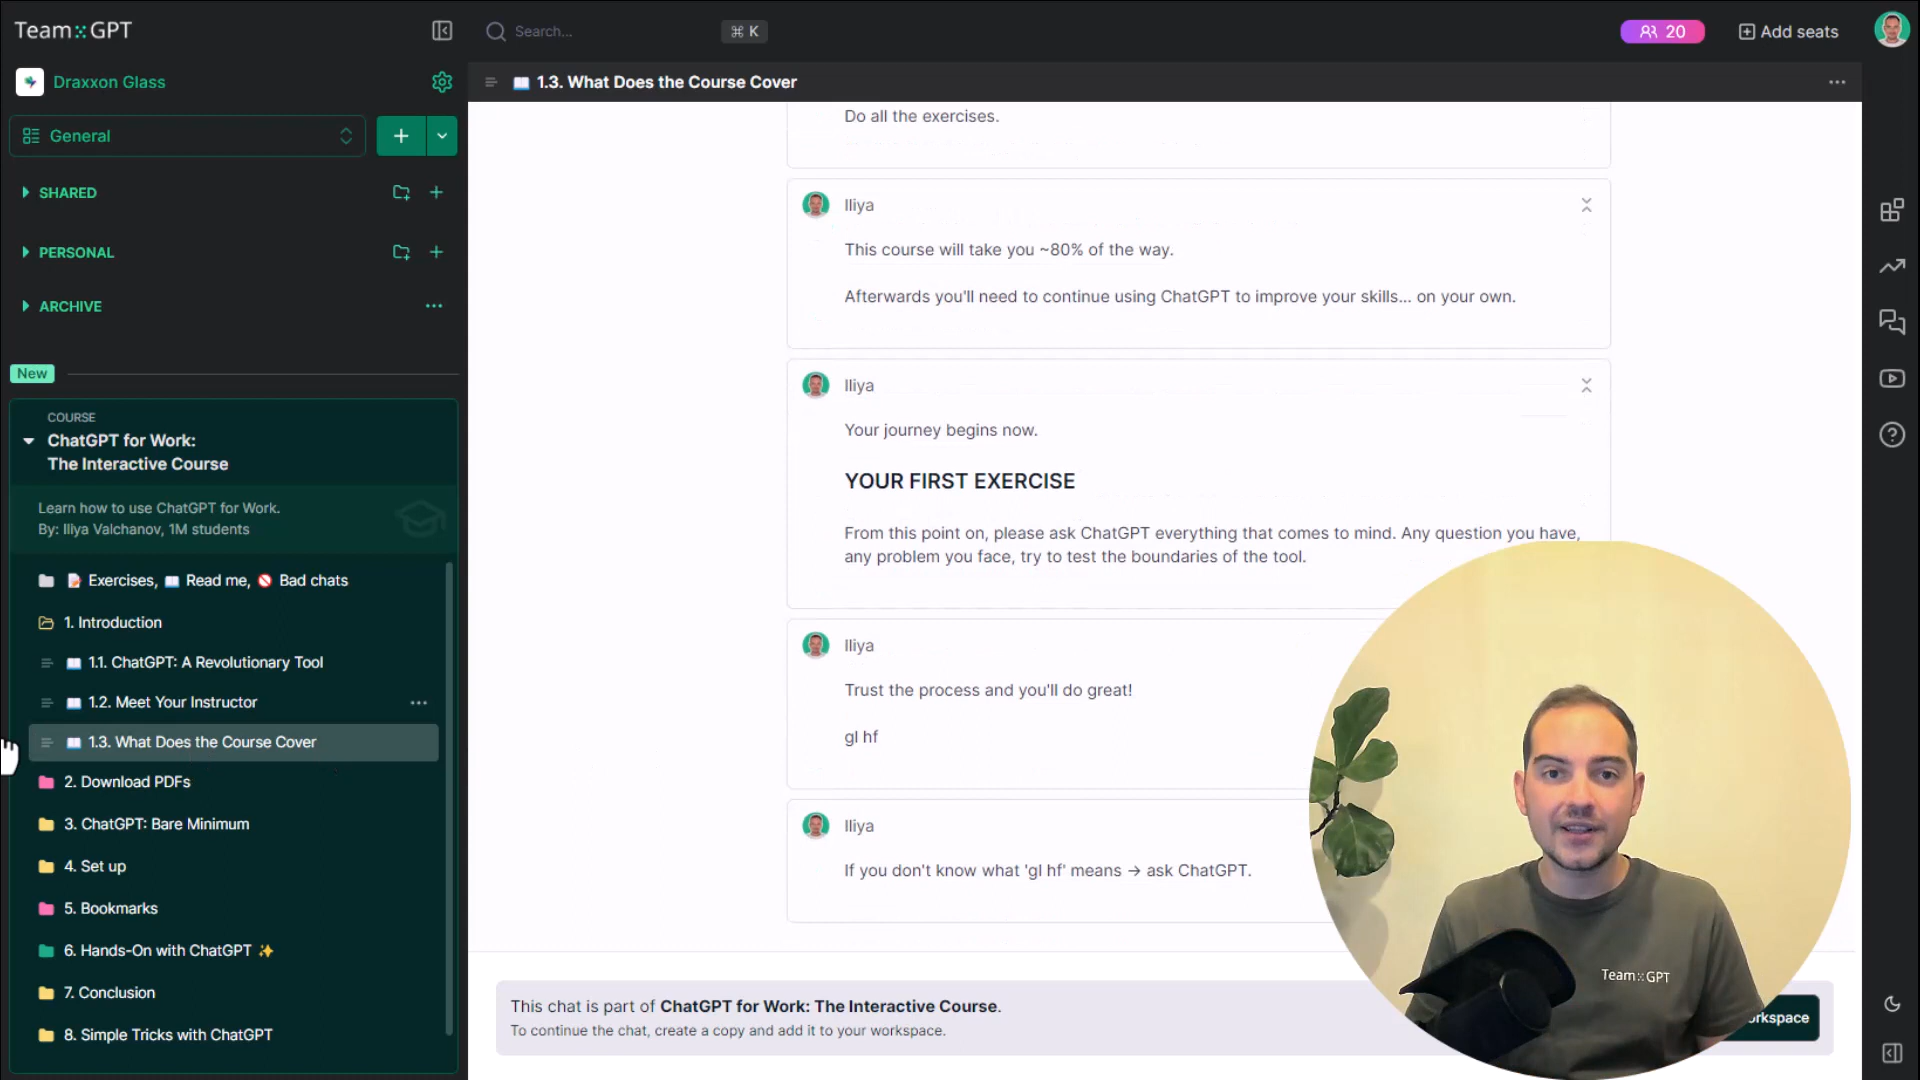 Team GPT
Search...
⌘ K
20
Add seats
Draxxon Glass
1.3. What Does the Course Cover
General
SHARED
PERSONAL
ARCHIVE
New
COURSE
ChatGPT for Work:
The Interactive Course
Learn how to use ChatGPT for Work.
By: Iliya Valchanov, 1M students
Exercises, Read me, Bad chats
1. Introduction
1.1. ChatGPT: A Revolutionary Tool
1.2. Meet Your Instructor
1.3. What Does the Course Cover
2. Download PDFs
3. ChatGPT: Bare Minimum
4. Set up
5. Bookmarks
6. Hands-On with ChatGPT ✨
7. Conclusion
8. Simple Tricks with ChatGPT
Do all the exercises.
Iliya
This course will take you ~80% of the way.
Afterwards you'll need to continue using ChatGPT to improve your skills... on your own.
Iliya
Your journey begins now.
YOUR FIRST EXERCISE
From this point on, please ask ChatGPT everything that comes to mind. Any question you have,
any problem you face, try to test the boundaries of the tool.
Iliya
Trust the process and you'll do great!
gl hf
Iliya
If you don't know what 'gl hf' means → ask ChatGPT.
This chat is part of ChatGPT for Work: The Interactive Course.
To continue the chat, create a copy and add it to your workspace.
Team GPT